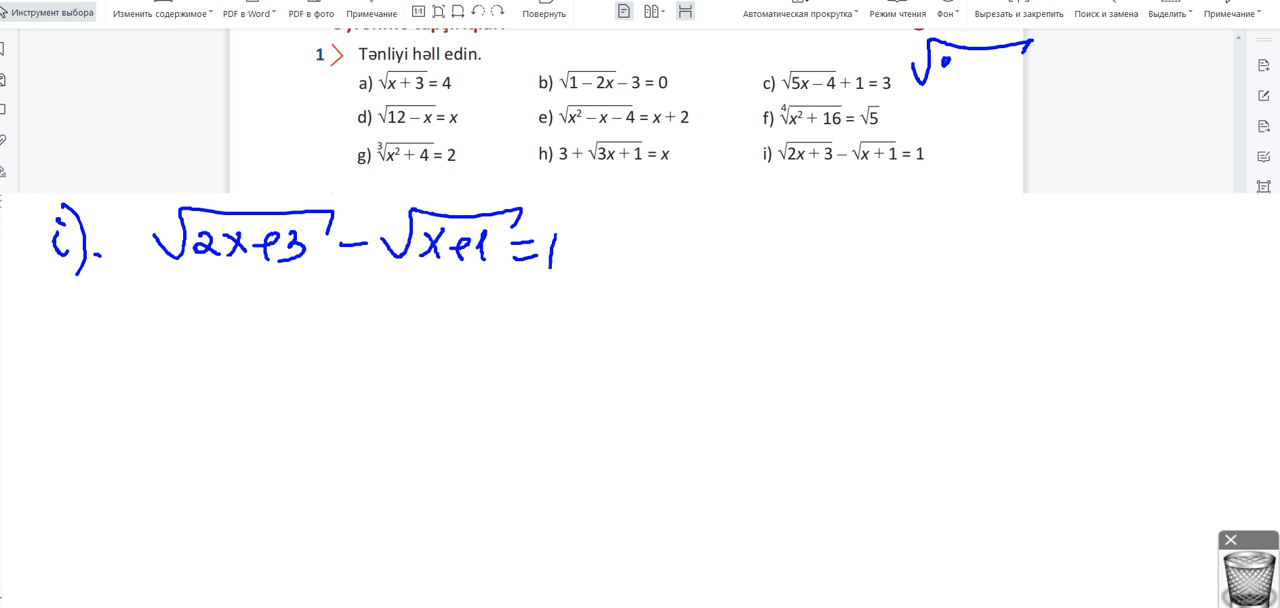 Инструмент выбора Изменить содержимое PDF в Word PDF в фото Примечание 1:1 Повернуть Автоматическая прокрутка Режим чтения Фон Вырезать и закрепить Поиск и замена Выделить Примечание
1 Tənliyi həll edin.
a) √x + 3 = 4 b) √1 − 2x − 3 = 0 c) √5x − 4 + 1 = 3
d) √12 − x = x e) √x² − x − 4 = x + 2 f) ⁴√x² + 16 = √5
g) ³√x² + 4 = 2 h) 3 + √3x + 1 = x i) √2x + 3 − √x + 1 = 1
i). √2x+3 − √x+1 = 1